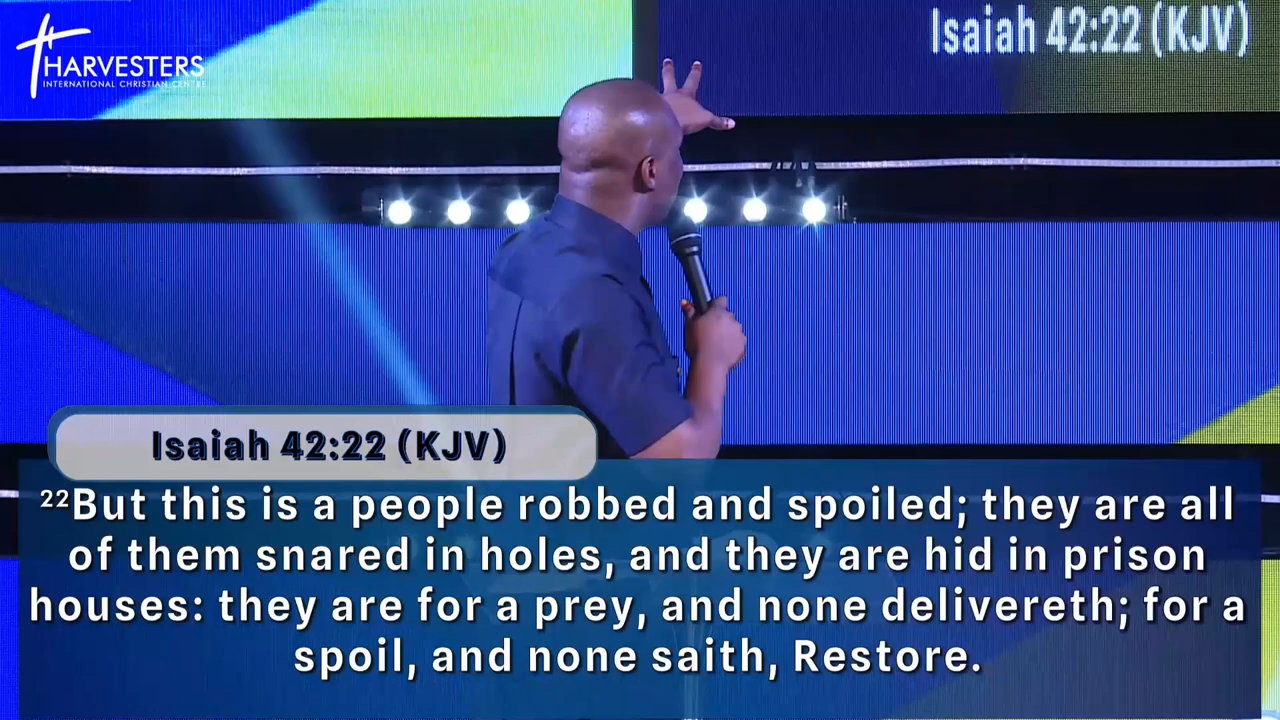 HARVESTERS
INTERNATIONAL CHRISTIAN CENTRE
Isaiah 42:22 (KJV)
Isaiah 42:22 (KJV)
²²But this is a people robbed and spoiled; they are all
of them snared in holes, and they are hid in prison
houses: they are for a prey, and none delivereth; for a
spoil, and none saith, Restore.